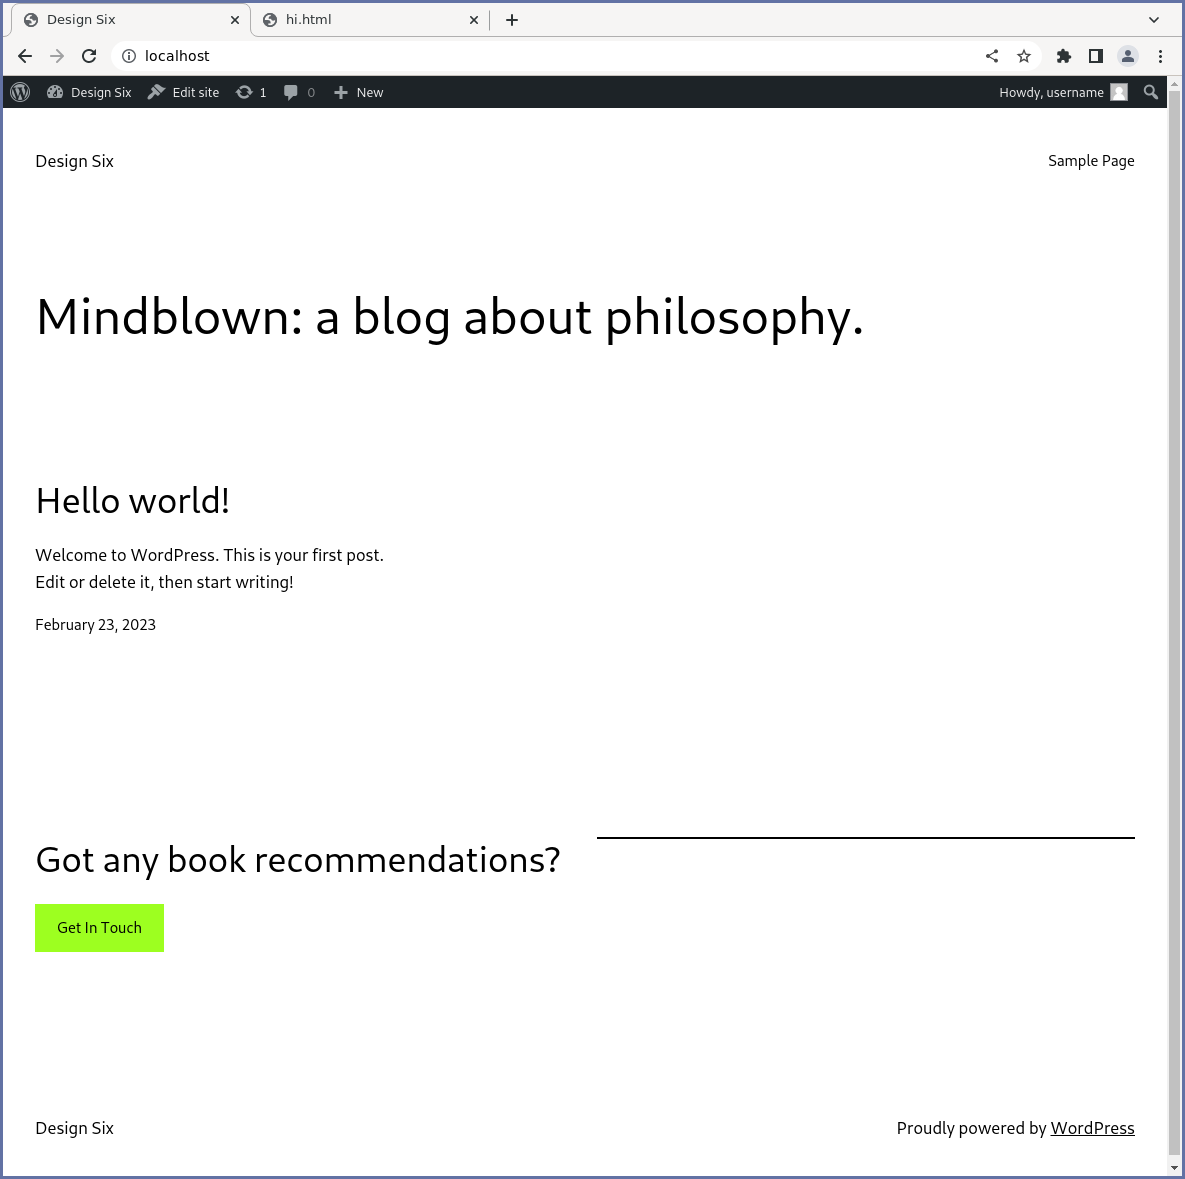 Design Six
hi.html
localhost
Design Six
Edit site
1
0
New
Howdy, username
Design Six
Sample Page
Mindblown: a blog about philosophy.
Hello world!
Welcome to WordPress. This is your first post.
Edit or delete it, then start writing!
February 23, 2023
Got any book recommendations?
Get In Touch
Design Six
Proudly powered by WordPress